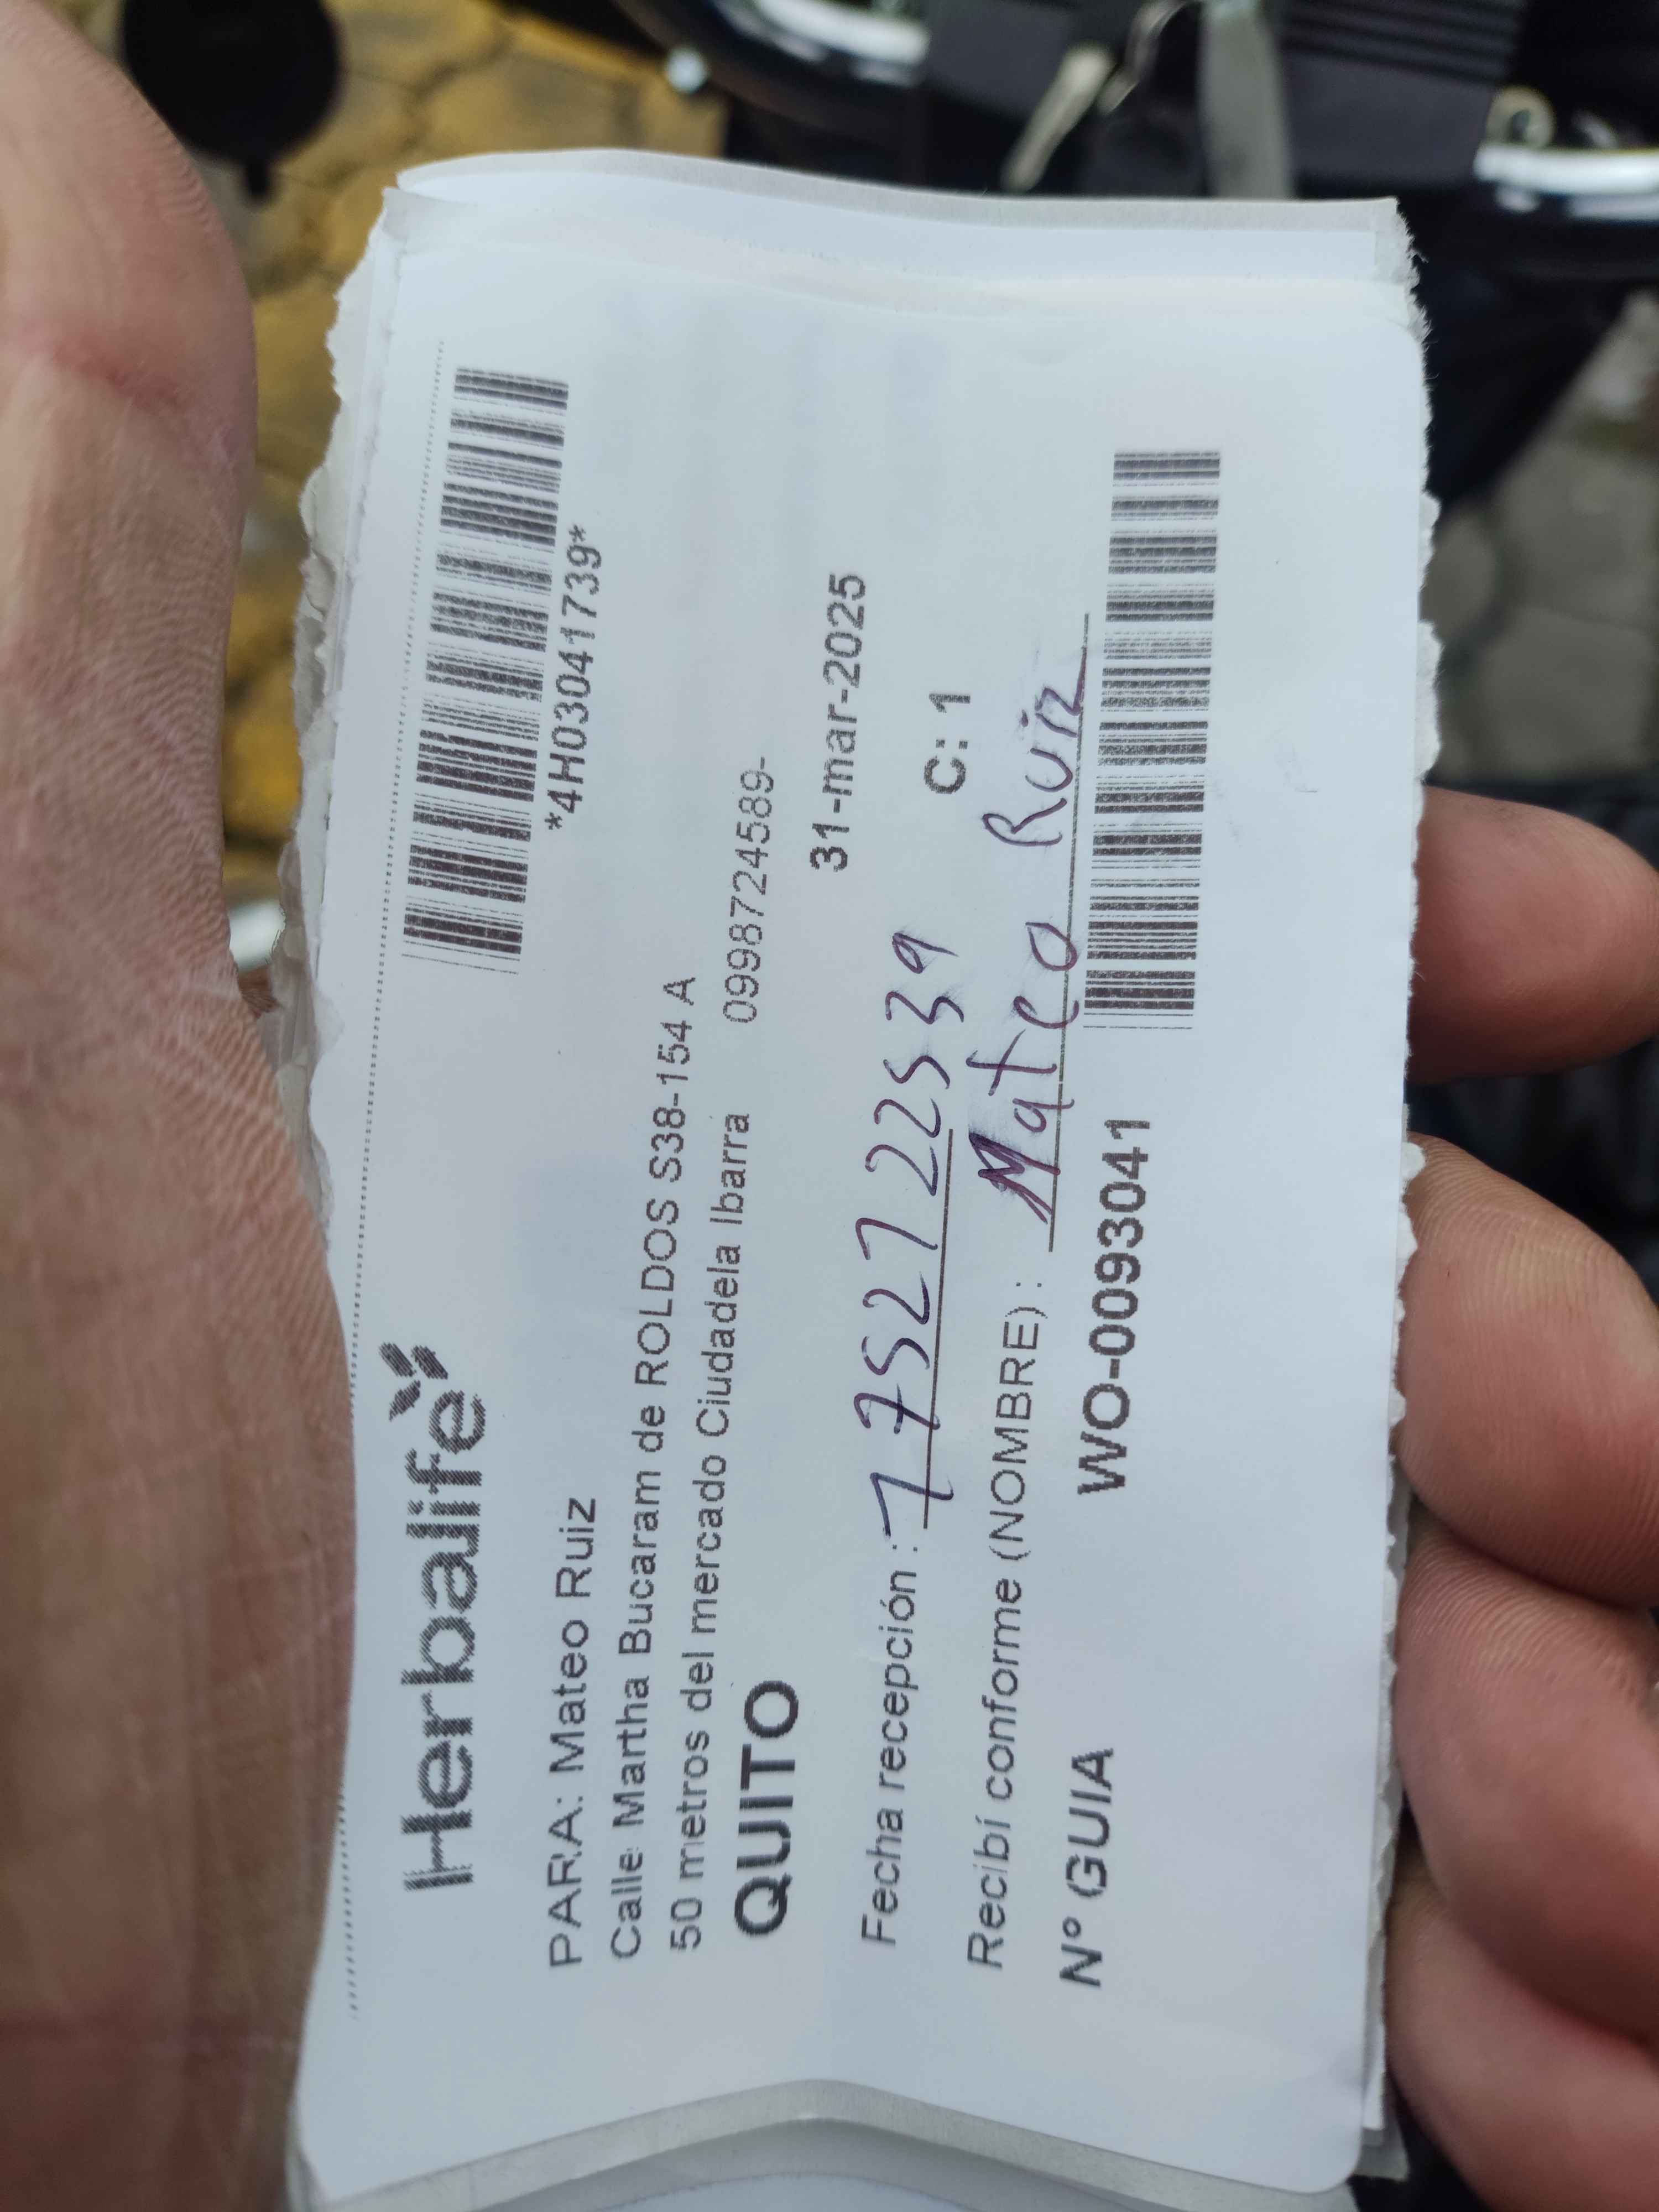 Herbalife
*4H03041739*
PARA: Mateo Ruiz
Calle Martha Bucaram de ROLDOS S38-154 A
50 metros del mercado Ciudadela Ibarra 0998724589-
QUITO
31-mar-2025
Fecha recepción : 1752722539
C: 1
Recibí conforme (NOMBRE) : Mateo Ruiz
Nº GUIA WO-0093041